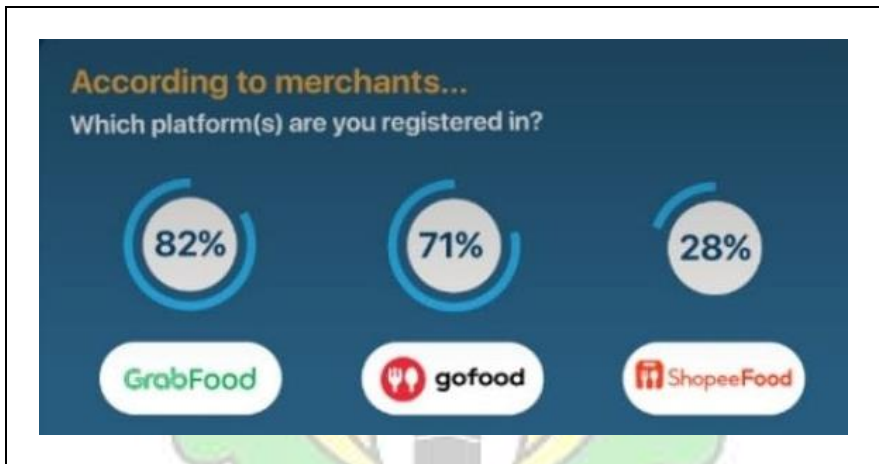 According to merchants...
Which platform(s) are you registered in?
82% 71% 28%
GrabFood gofood ShopeeFood